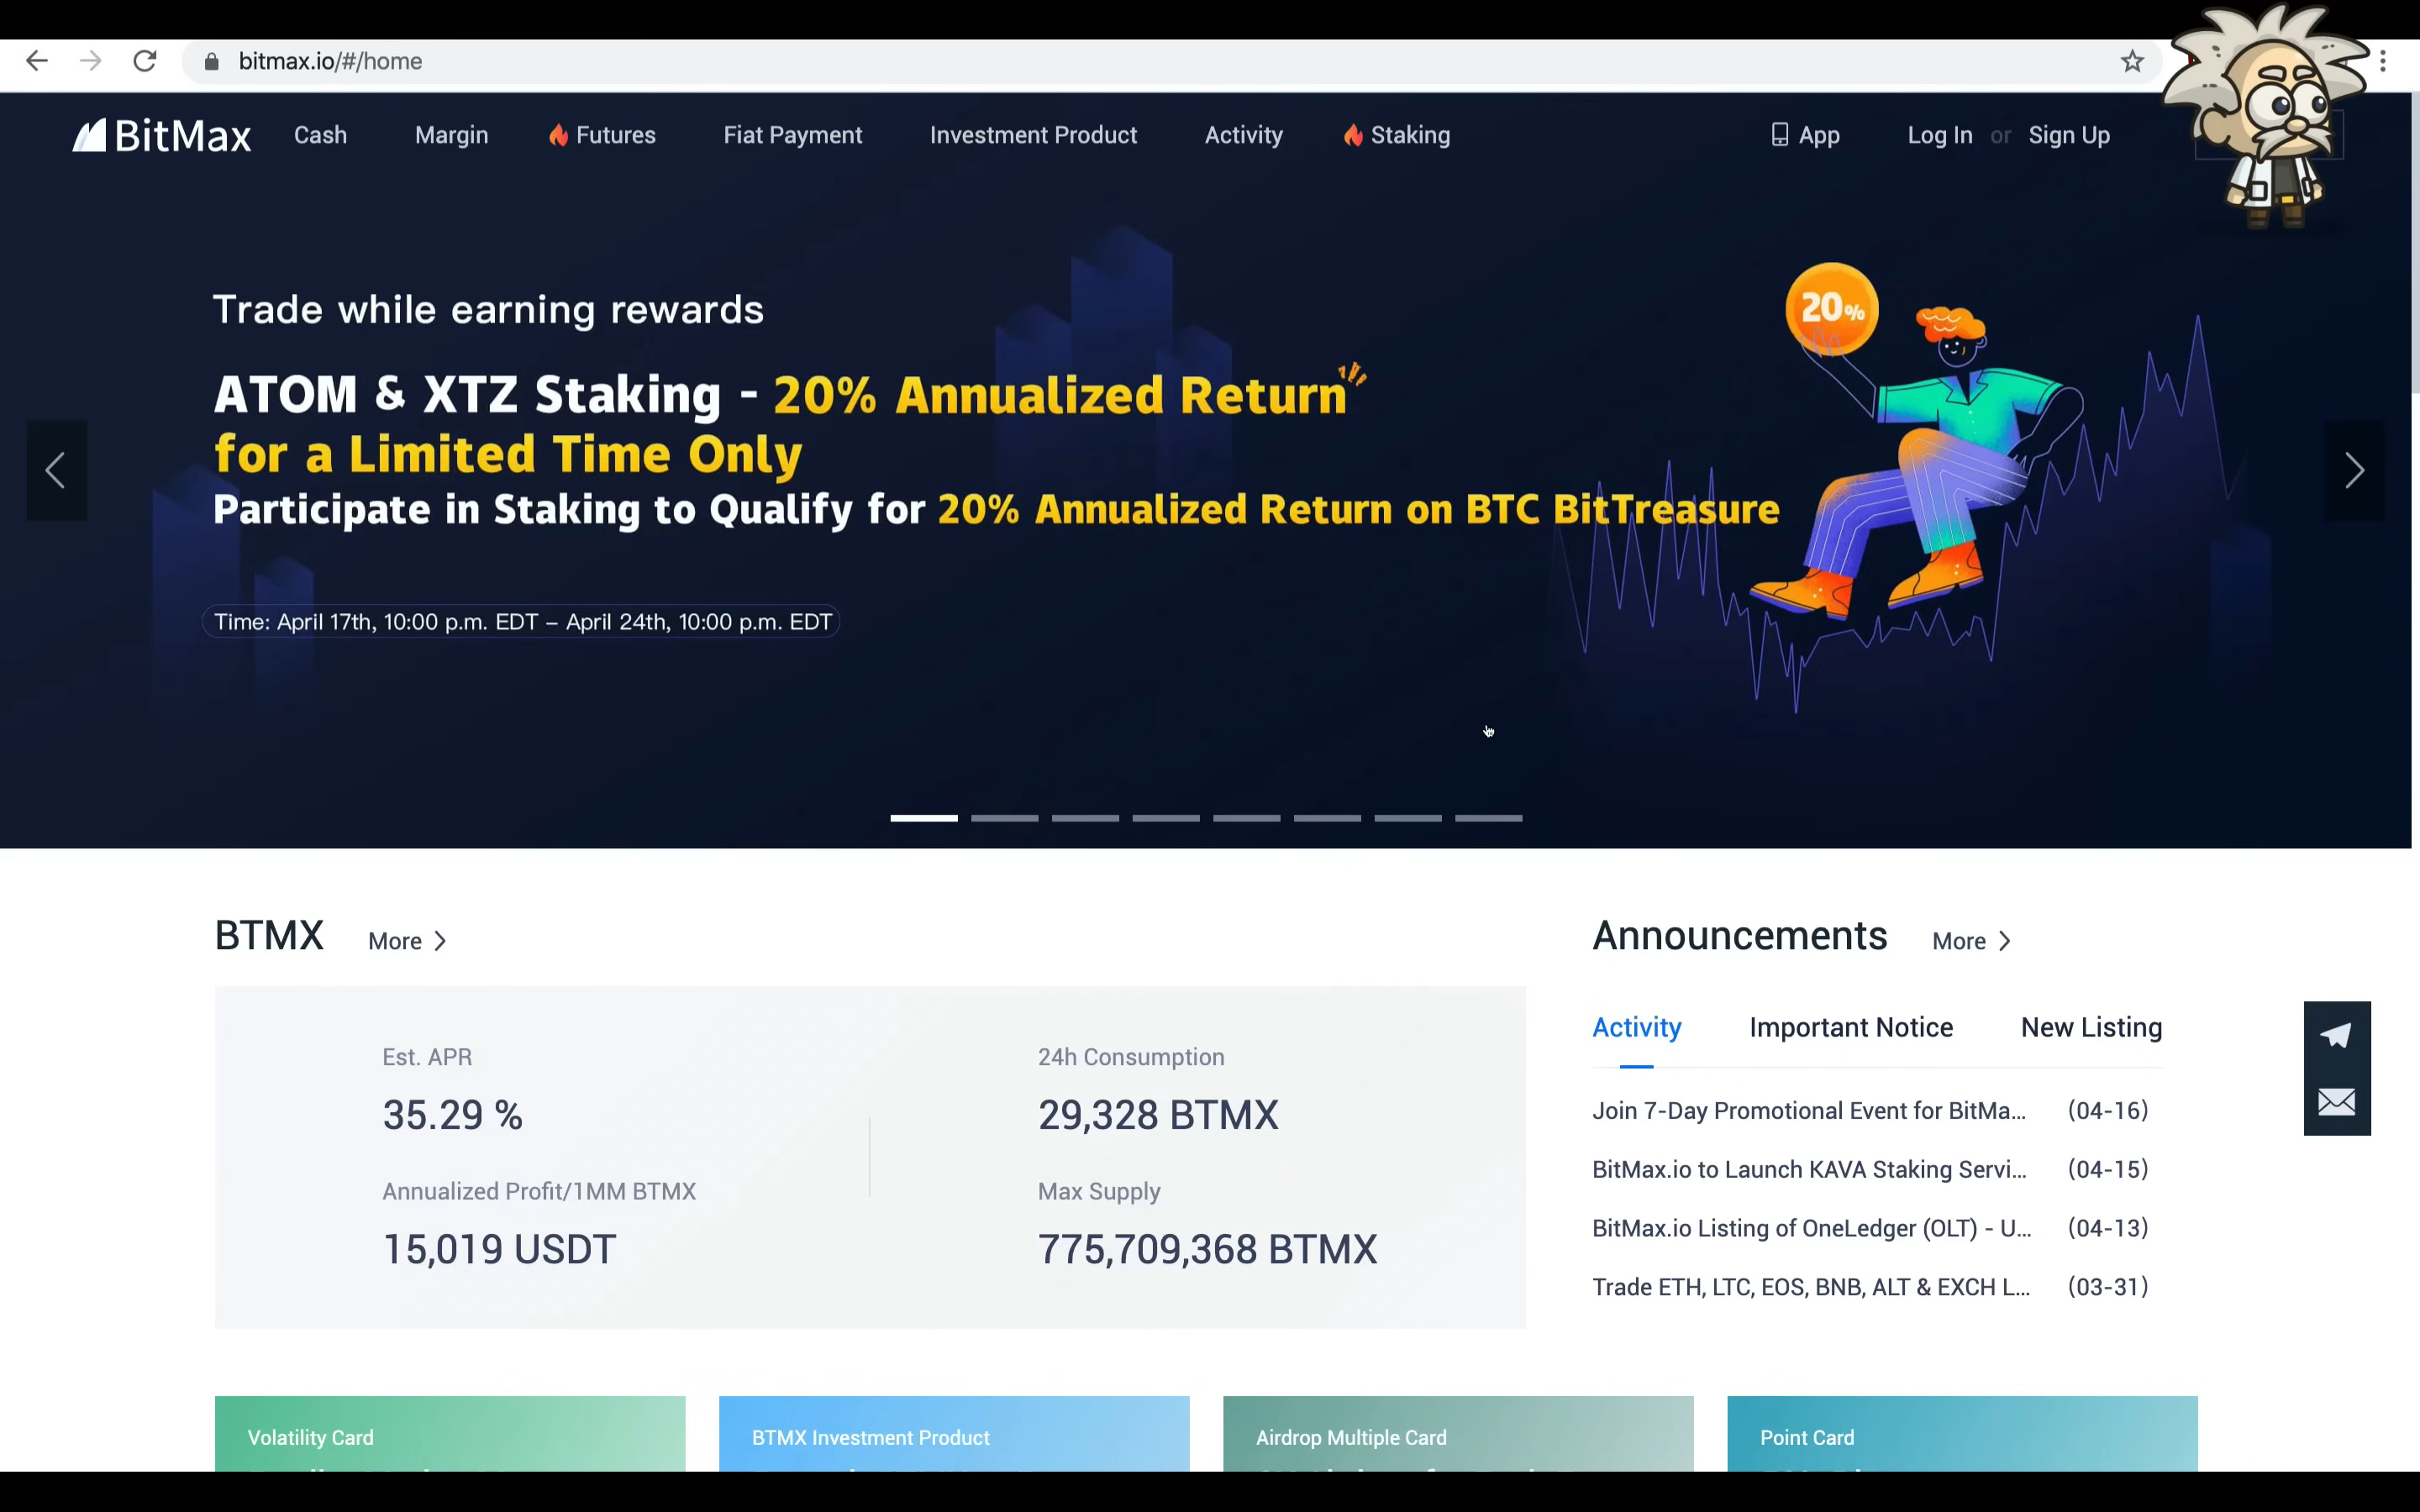 bitmax.io/#/home
BitMax Cash Margin Futures Fiat Payment Investment Product Activity Staking App Log In or Sign Up
Trade while earning rewards
20%
ATOM & XTZ Staking - 20% Annualized Return
for a Limited Time Only
Participate in Staking to Qualify for 20% Annualized Return on BTC BitTreasure
Time: April 17th, 10:00 p.m. EDT – April 24th, 10:00 p.m. EDT
BTMX More
Est. APR
35.29 %
Annualized Profit/1MM BTMX
15,019 USDT
24h Consumption
29,328 BTMX
Max Supply
775,709,368 BTMX
Announcements More
Activity Important Notice New Listing
Join 7-Day Promotional Event for BitMa... (04-16)
BitMax.io to Launch KAVA Staking Servi... (04-15)
BitMax.io Listing of OneLedger (OLT) - U... (04-13)
Trade ETH, LTC, EOS, BNB, ALT & EXCH L... (03-31)
Volatility Card
BTMX Investment Product
Airdrop Multiple Card
Point Card